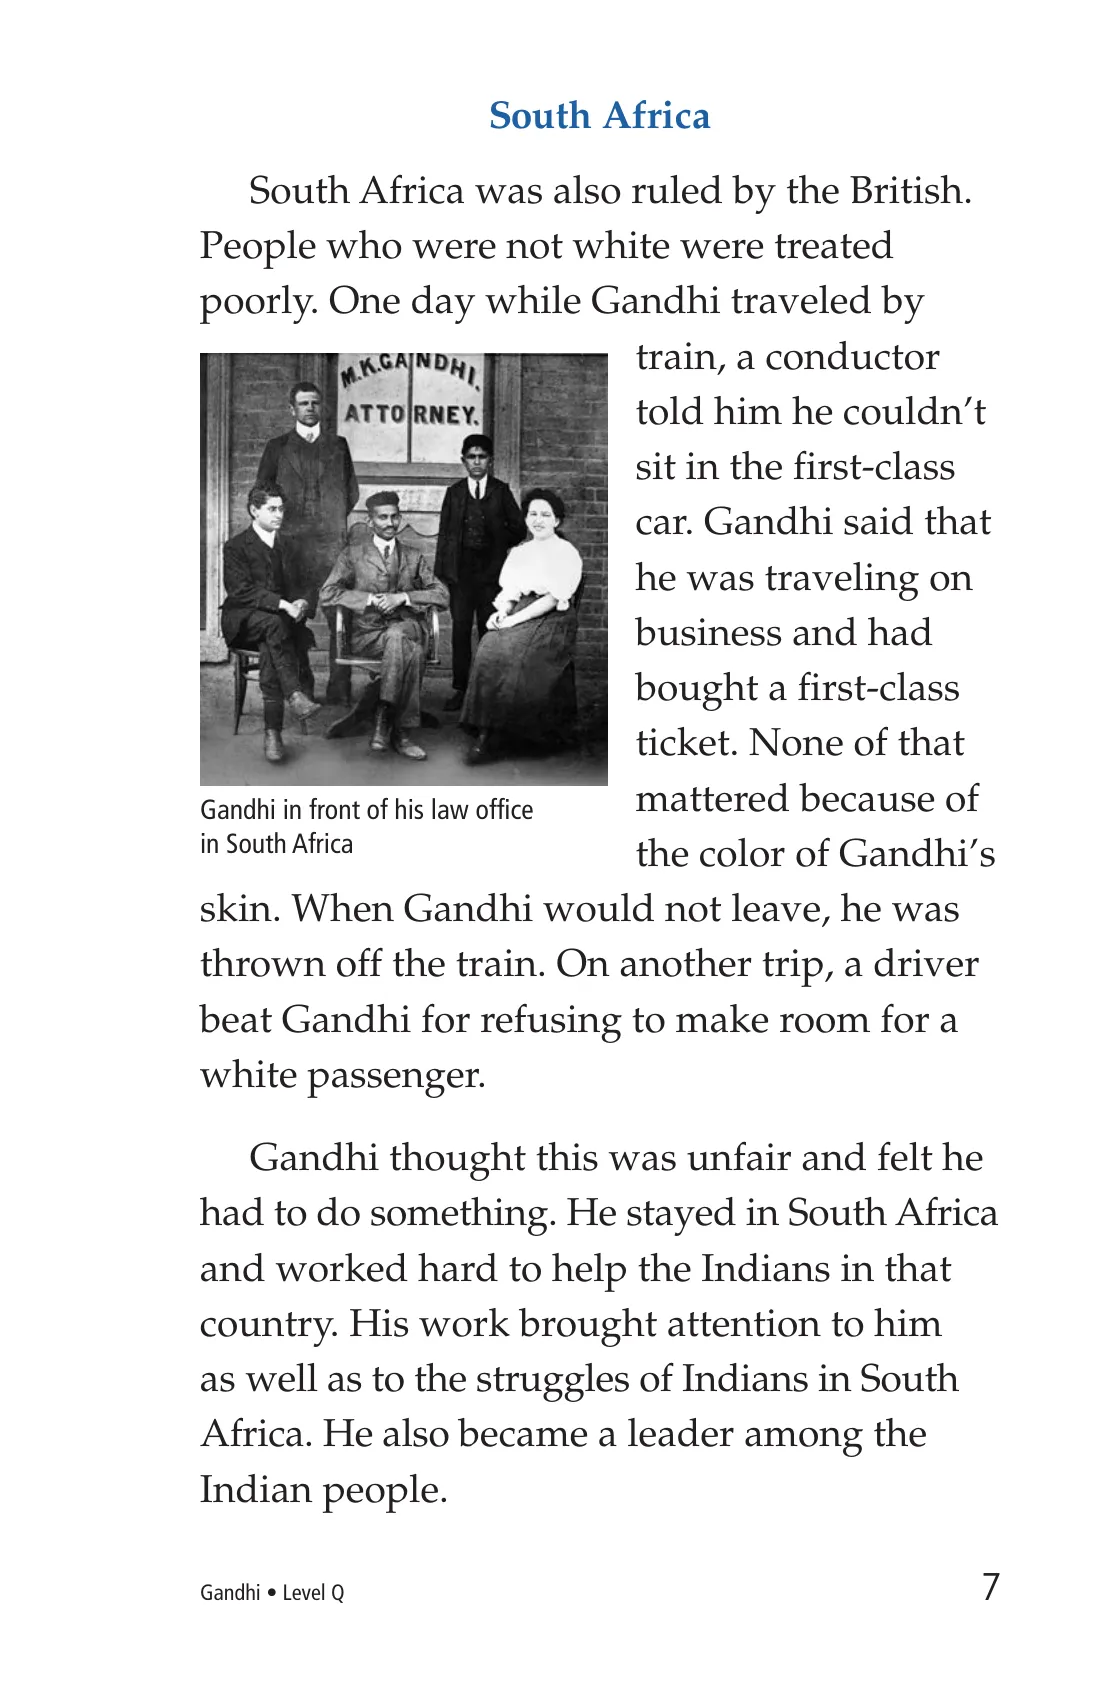 South Africa
South Africa was also ruled by the British.
People who were not white were treated
poorly. One day while Gandhi traveled by
train, a conductor
told him he couldn’t
sit in the first-class
car. Gandhi said that
he was traveling on
business and had
bought a first-class
ticket. None of that
mattered because of
the color of Gandhi’s
M.K.GANDHI.
ATTORNEY.
Gandhi in front of his law office
in South Africa
skin. When Gandhi would not leave, he was
thrown off the train. On another trip, a driver
beat Gandhi for refusing to make room for a
white passenger.
Gandhi thought this was unfair and felt he
had to do something. He stayed in South Africa
and worked hard to help the Indians in that
country. His work brought attention to him
as well as to the struggles of Indians in South
Africa. He also became a leader among the
Indian people.
Gandhi • Level Q
7